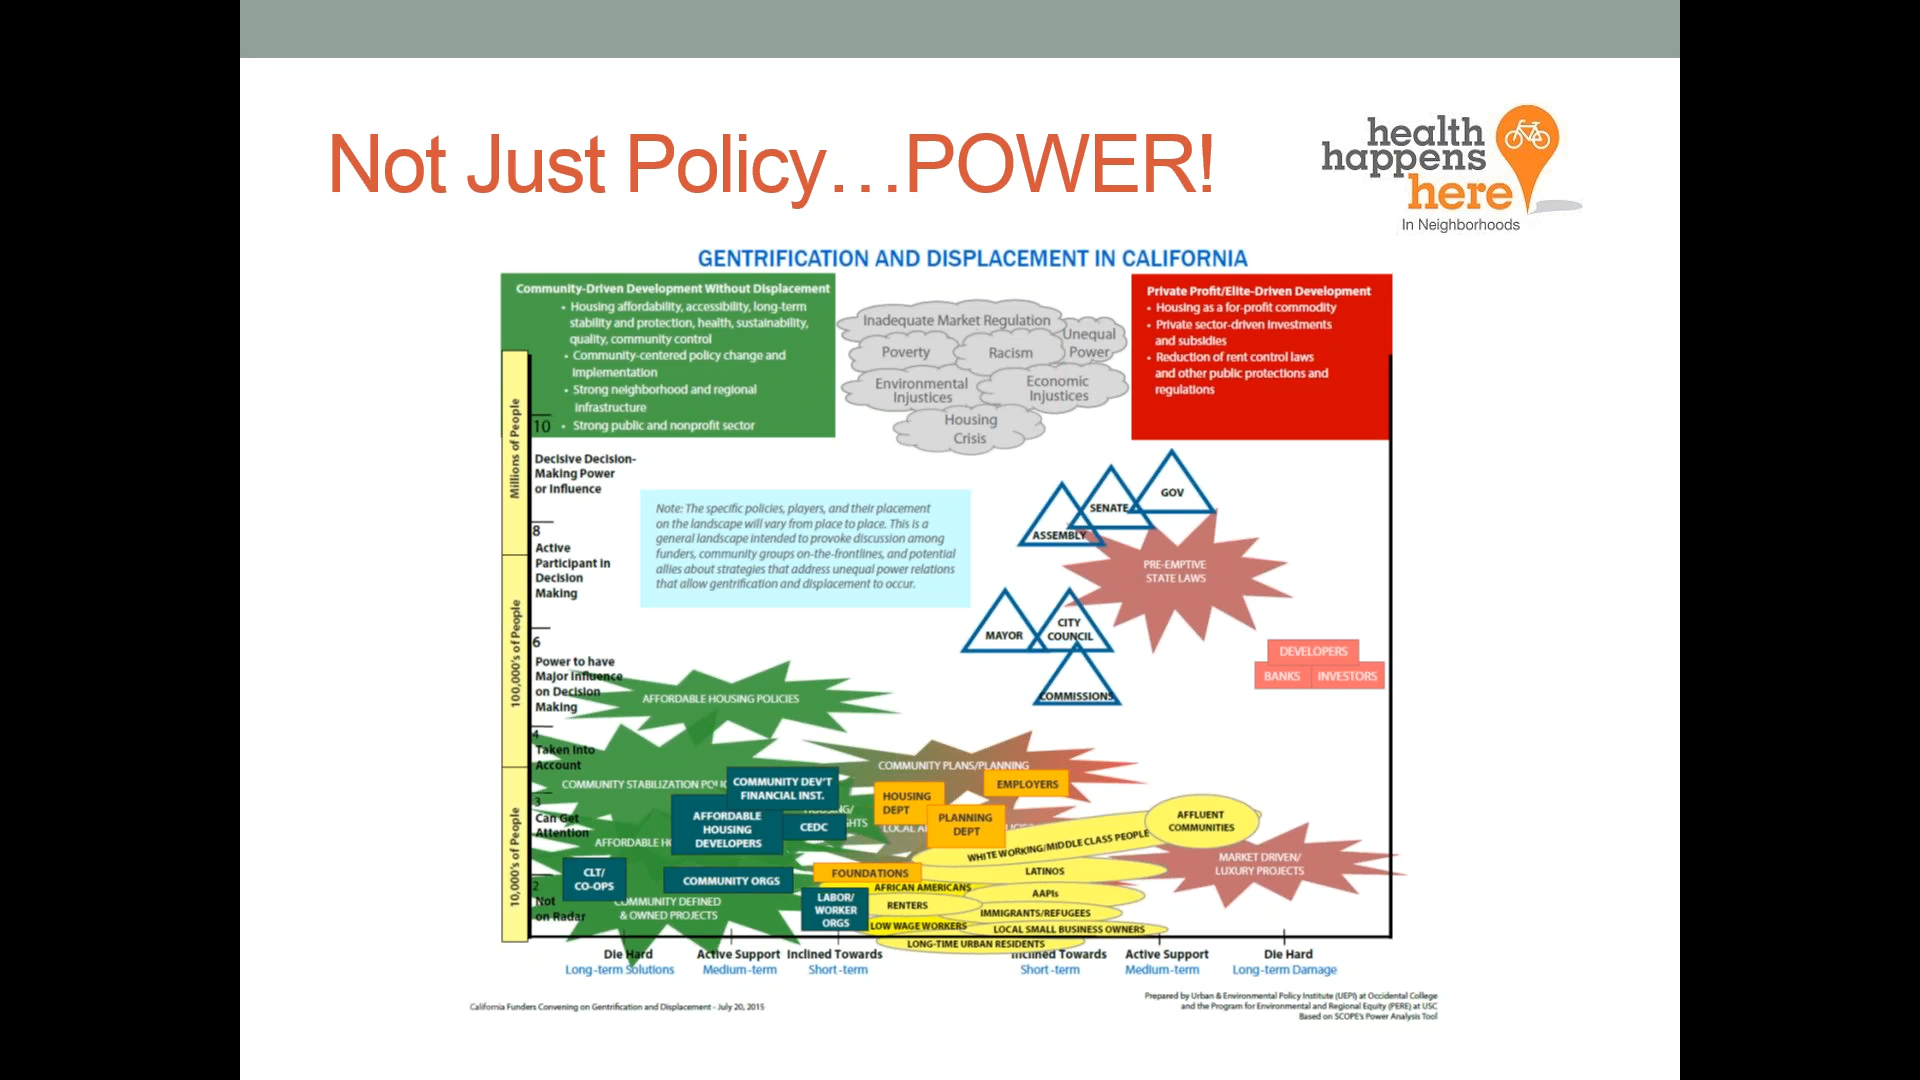 Not Just Policy…POWER!
health
happens
here
In Neighborhoods
GENTRIFICATION AND DISPLACEMENT IN CALIFORNIA
Community-Driven Development Without Displacement
• Housing affordability, accessibility, long-term
stability and protection, health, sustainability,
quality, community control
• Community-centered policy change and
implementation
• Strong neighborhood and regional
infrastructure
• Strong public and nonprofit sector
Inadequate Market Regulation
Unequal
Power
Poverty
Racism
Environmental
Injustices
Economic
Injustices
Housing
Crisis
Private Profit/Elite-Driven Development
• Housing as a for-profit commodity
• Private sector-driven investments
and subsidies
• Reduction of rent control laws
and other public protections and
regulations
Millions of People
100,000's of People
10,000's of People
10
Decisive Decision-
Making Power
or Influence
8
Active
Participant in
Decision
Making
6
Power to have
Major Influence
on Decision
Making
4
Taken Into
Account
3
Can Get
Attention
2
Not
on Radar
Note: The specific policies, players, and their placement
on the landscape will vary from place to place. This is a
general landscape intended to provoke discussion among
funders, community groups on-the-frontlines, and potential
allies about strategies that address unequal power relations
that allow gentrification and displacement to occur.
GOV
SENATE
ASSEMBLY
PRE-EMPTIVE
STATE LAWS
MAYOR
CITY
COUNCIL
COMMISSIONS
DEVELOPERS
BANKS
INVESTORS
AFFORDABLE HOUSING POLICIES
COMMUNITY PLANS/PLANNING
COMMUNITY STABILIZATION
COMMUNITY DEV'T
FINANCIAL INST.
HOUSING
DEPT
EMPLOYERS
AFFORDABLE
HOUSING
DEVELOPERS
CEDC
LOCAL
PLANNING
DEPT
AFFLUENT
COMMUNITIES
WHITE WORKING/MIDDLE CLASS PEOPLE
AFFORDABLE
MARKET DRIVEN/
LUXURY PROJECTS
CLT/
CO-OPS
COMMUNITY ORGS
FOUNDATIONS
LATINOS
AFRICAN AMERICANS
AAPIs
LABOR/
WORKER
ORGS
RENTERS
IMMIGRANTS/REFUGEES
COMMUNITY DEFINED
& OWNED PROJECTS
LOW WAGE WORKERS
LOCAL SMALL BUSINESS OWNERS
LONG-TIME URBAN RESIDENTS
Die Hard
Long-term Solutions
Active Support
Medium-term
Inclined Towards
Short-term
Inclined Towards
Short-term
Active Support
Medium-term
Die Hard
Long-term Damage
California Funders Convening on Gentrification and Displacement - July 20, 2015
Prepared by Urban & Environmental Policy Institute (UEPI) at Occidental College
and the Program for Environmental and Regional Equity (PERE) at USC
Based on SCOPE's Power Analysis Tool